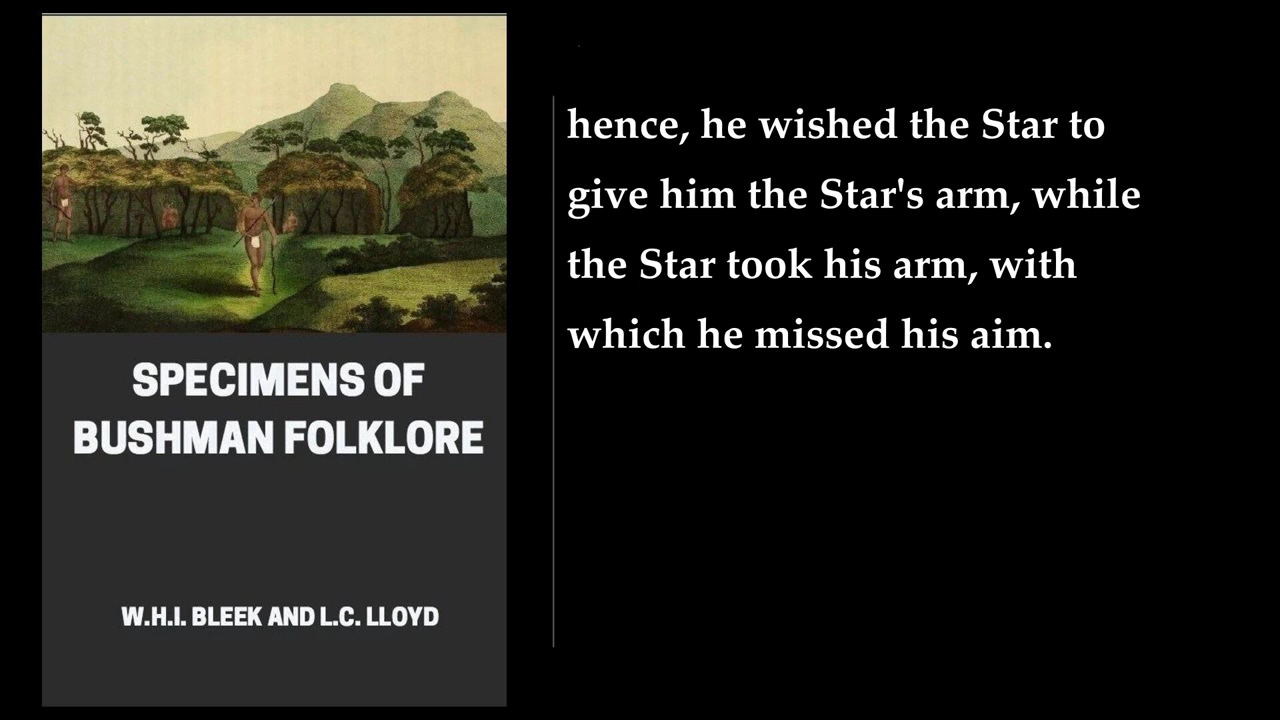 SPECIMENS OF
BUSHMAN FOLKLORE
W.H.I. BLEEK AND L.C. LLOYD
hence, he wished the Star to
give him the Star's arm, while
the Star took his arm, with
which he missed his aim.